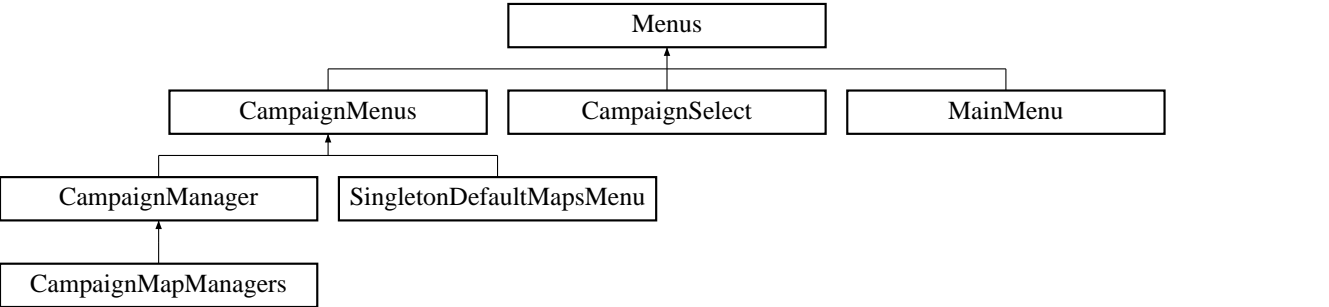 Menus
CampaignMenus
CampaignSelect
MainMenu
CampaignManager
SingletonDefaultMapsMenu
CampaignMapManagers